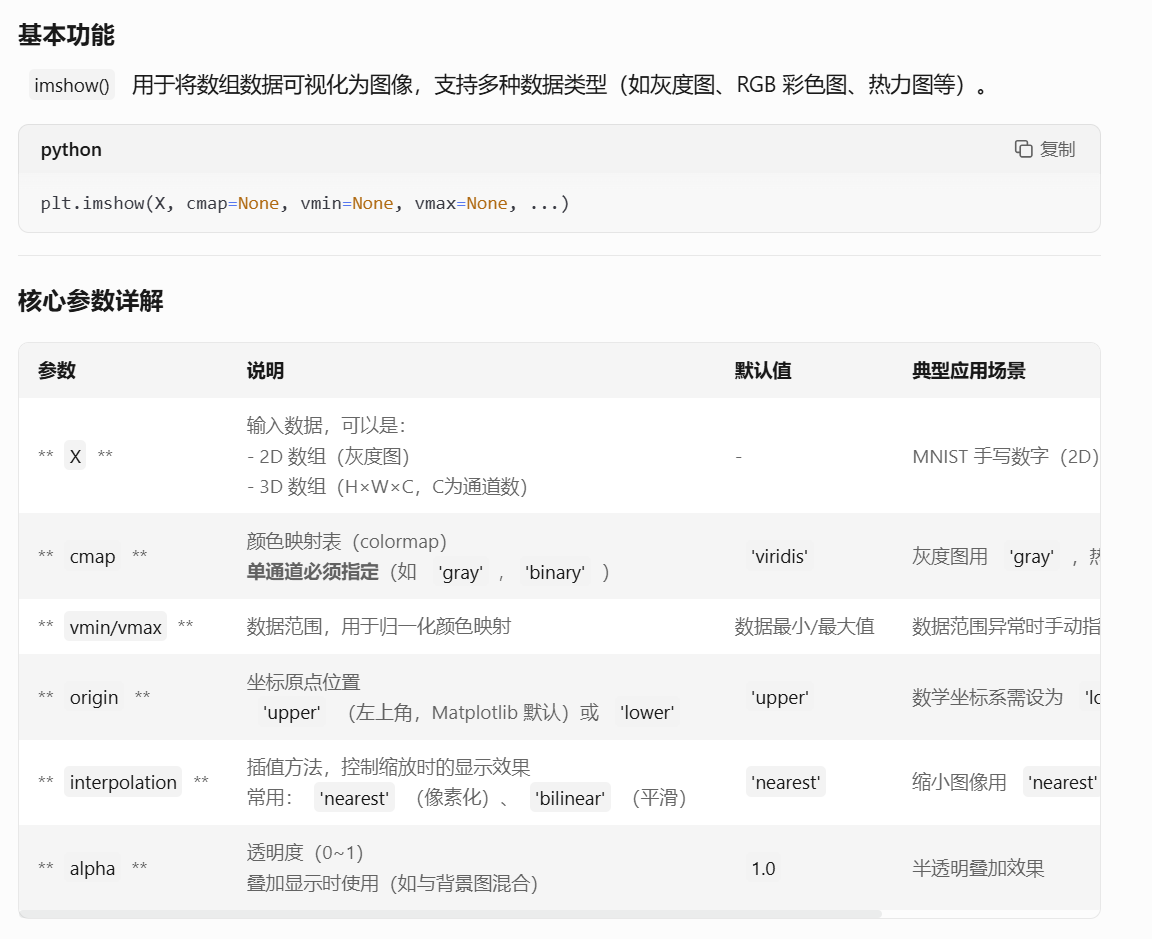 基本功能
imshow() 用于将数组数据可视化为图像，支持多种数据类型（如灰度图、RGB 彩色图、热力图等）。
python 复制
plt.imshow(X, cmap=None, vmin=None, vmax=None, ...)
核心参数详解
参数 说明 默认值 典型应用场景
** X ** 输入数据，可以是：
- 2D 数组（灰度图）
- 3D 数组（H×W×C，C为通道数） - MNIST 手写数字（2D）
** cmap ** 颜色映射表（colormap）
单通道必须指定（如 'gray' ， 'binary' ） 'viridis' 灰度图用 'gray' ，热
** vmin/vmax ** 数据范围，用于归一化颜色映射 数据最小/最大值 数据范围异常时手动指
** origin ** 坐标原点位置
'upper' （左上角，Matplotlib 默认）或 'lower' 'upper' 数学坐标系需设为 'lo
** interpolation ** 插值方法，控制缩放时的显示效果
常用： 'nearest' （像素化）、 'bilinear' （平滑） 'nearest' 缩小图像用 'nearest'
** alpha ** 透明度（0~1）
叠加显示时使用（如与背景图混合） 1.0 半透明叠加效果